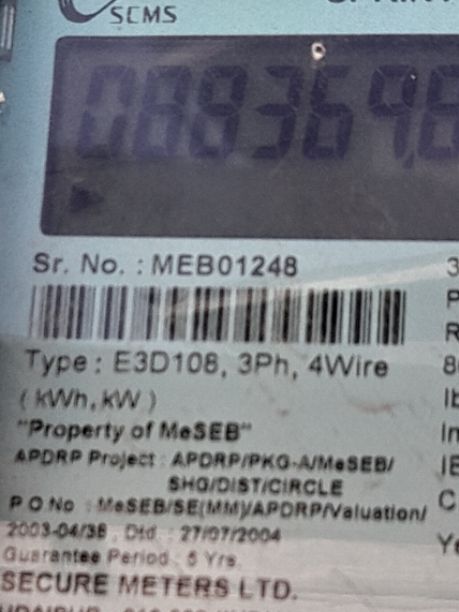 SCMS
088369.8
Sr. No. : MEB01248
Type : E3D108, 3Ph, 4Wire
( kWh, kW )
"Property of MeSEB"
APDRP Project : APDRP/PKG-A/MeSEB/
SHG/DIST/CIRCLE
P O No : MeSEB/SE(MM)/APDRP/Valuation/
2003-04/38 , Dtd. : 27/07/2004
Guarantee Period : 5 Yrs.
SECURE METERS LTD.